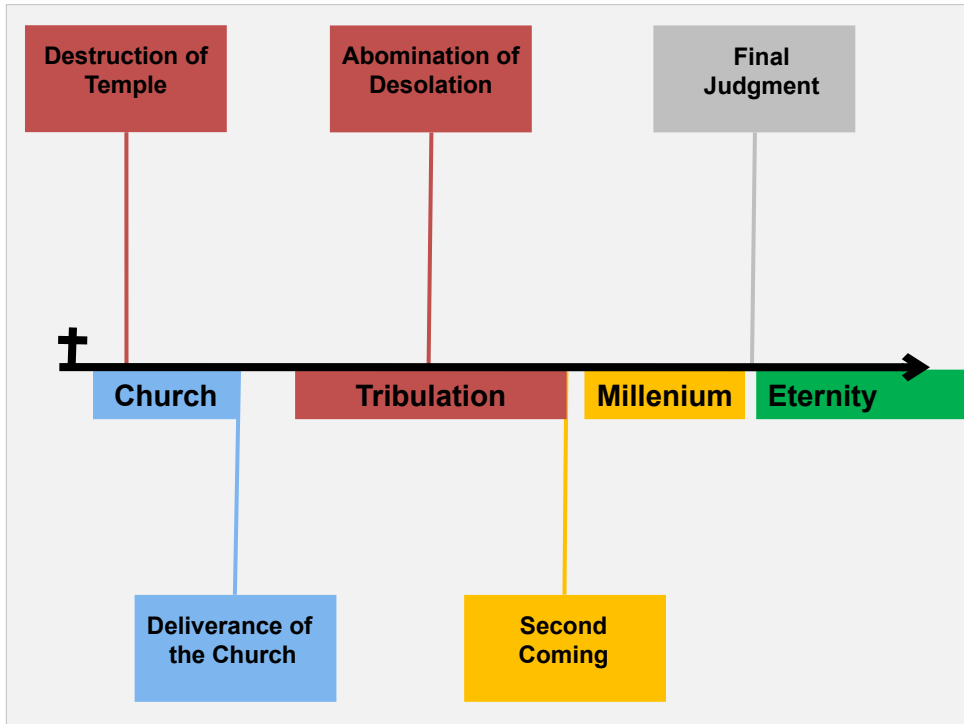 Destruction of
Temple
Abomination of
Desolation
Final
Judgment
Church
Tribulation
Millenium
Eternity
Deliverance of
the Church
Second
Coming